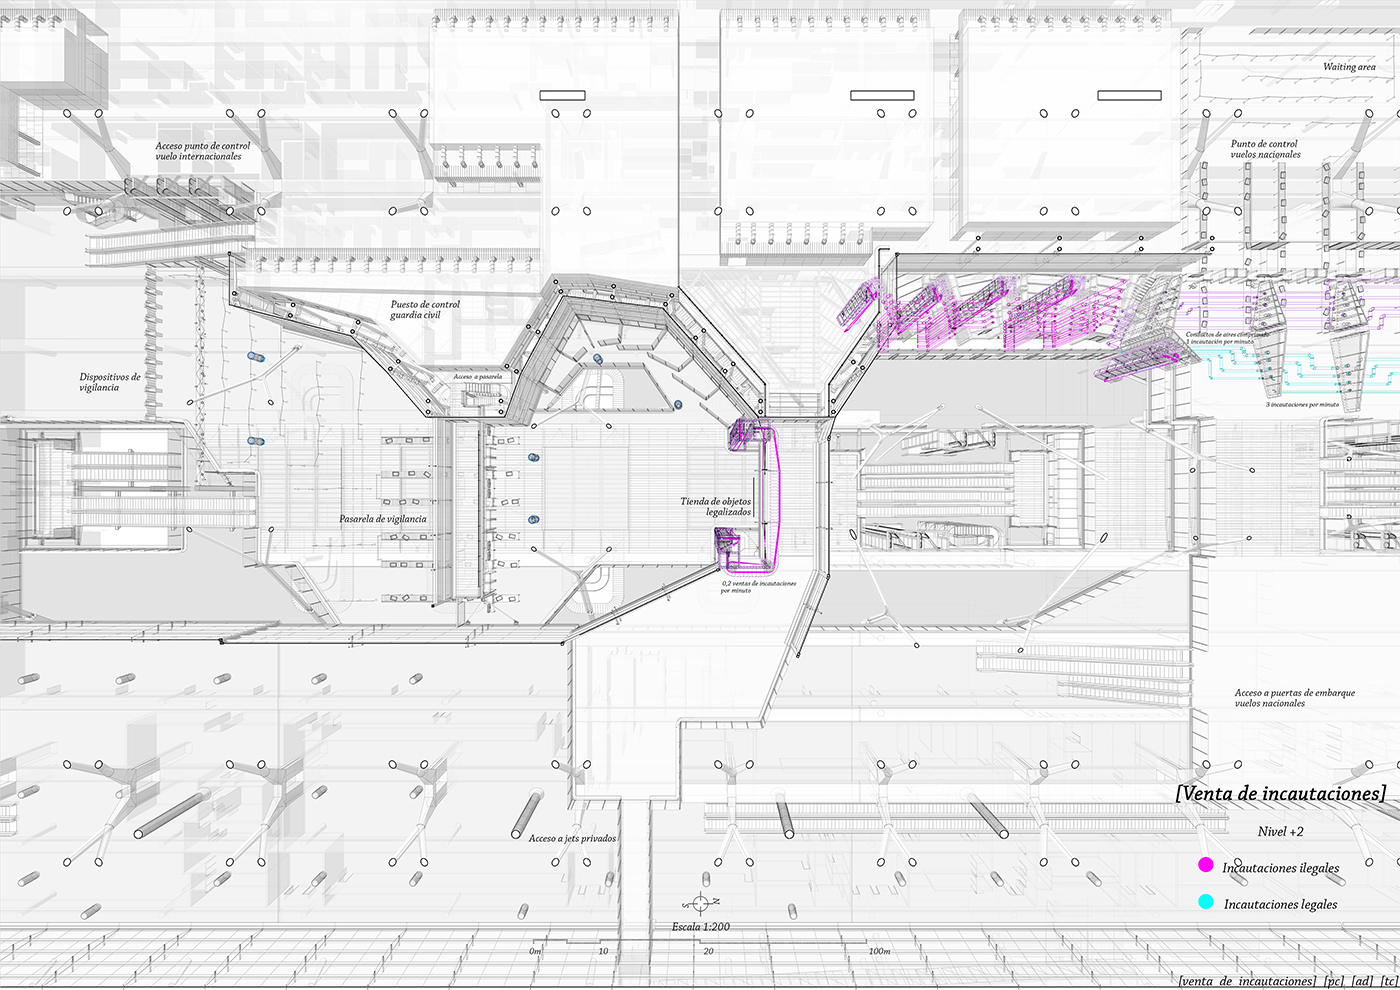 Waiting area
Acceso punto de control
vuelo internacionales
Punto de control
vuelos nacionales
Puesto de control
guardia civil
Conductos de aires comprimido
1 incautación por minuto
Dispositivos de
vigilancia
Acceso a pasarela
3 incautaciones por minuto
Tienda de objetos
legalizados
Pasarela de vigilancia
0,2 ventas de incautaciones
por minuto
Acceso a puertas de embarque
vuelos nacionales
[Venta de incautaciones]
Nivel +2
Acceso a jets privados
Incautaciones ilegales
Incautaciones legales
S N
Escala 1:200
0m 10 20 100m
[venta de incautaciones] [pc] [ad] [tc]